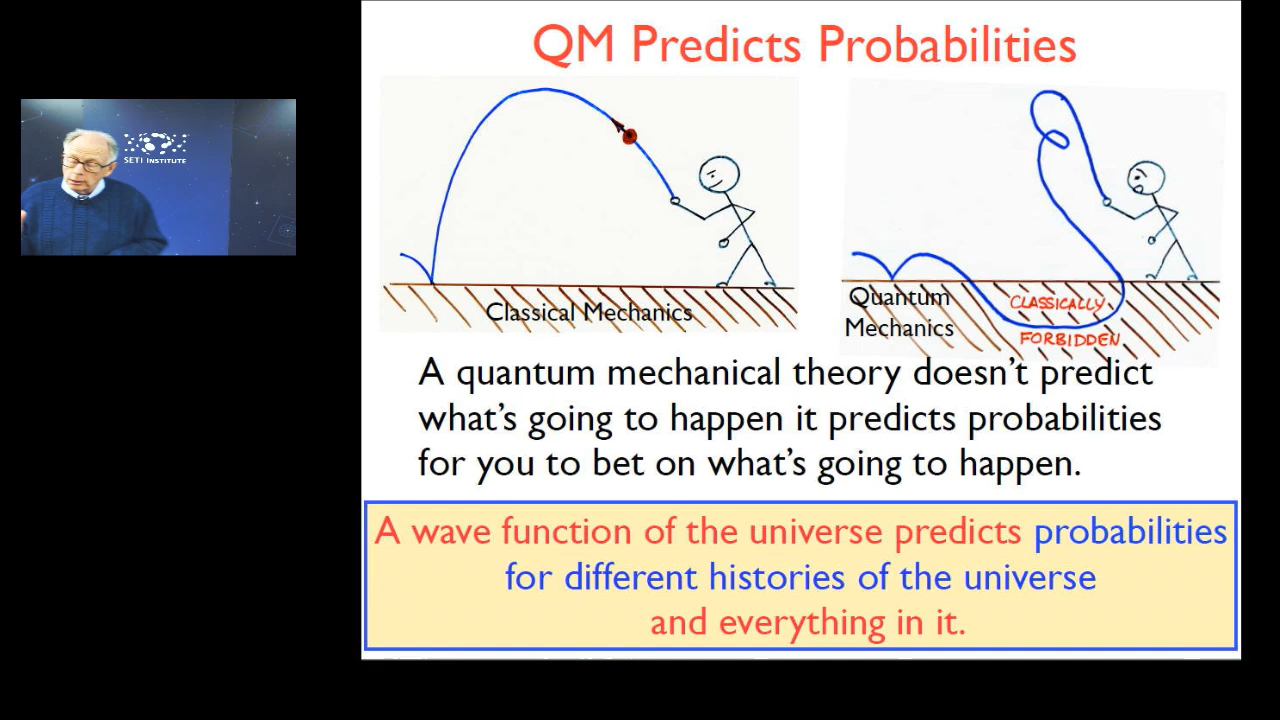 QM Predicts Probabilities
SETI INSTITUTE
Classical Mechanics
Quantum
Mechanics
CLASSICALLY
FORBIDDEN
A quantum mechanical theory doesn't predict
what's going to happen it predicts probabilities
for you to bet on what's going to happen.
A wave function of the universe predicts probabilities
for different histories of the universe
and everything in it.